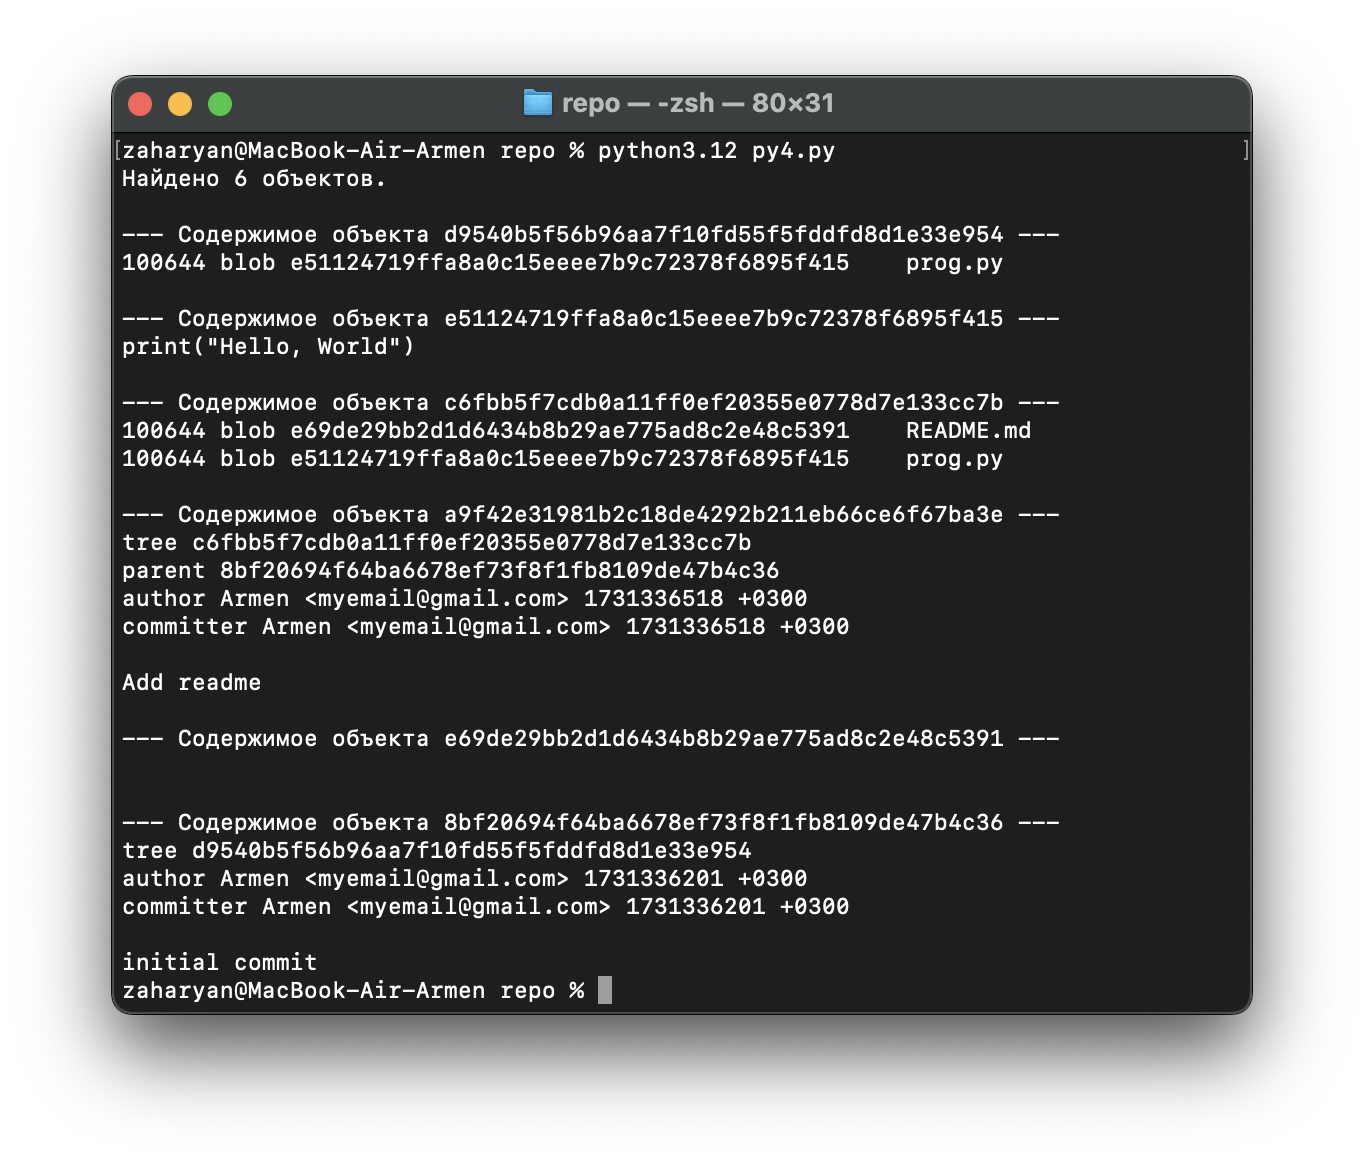 repo — -zsh — 80×31
zaharyan@MacBook-Air-Armen repo % python3.12 py4.py
Найдено 6 объектов.
--- Содержимое объекта d9540b5f56b96aa7f10fd55f5fddfd8d1e33e954 ---
100644 blob e51124719ffa8a0c15eeee7b9c72378f6895f415    prog.py
--- Содержимое объекта e51124719ffa8a0c15eeee7b9c72378f6895f415 ---
print("Hello, World")
--- Содержимое объекта c6fbb5f7cdb0a11ff0ef20355e0778d7e133cc7b ---
100644 blob e69de29bb2d1d6434b8b29ae775ad8c2e48c5391    README.md
100644 blob e51124719ffa8a0c15eeee7b9c72378f6895f415    prog.py
--- Содержимое объекта a9f42e31981b2c18de4292b211eb66ce6f67ba3e ---
tree c6fbb5f7cdb0a11ff0ef20355e0778d7e133cc7b
parent 8bf20694f64ba6678ef73f8f1fb8109de47b4c36
author Armen <myemail@gmail.com> 1731336518 +0300
committer Armen <myemail@gmail.com> 1731336518 +0300
Add readme
--- Содержимое объекта e69de29bb2d1d6434b8b29ae775ad8c2e48c5391 ---
--- Содержимое объекта 8bf20694f64ba6678ef73f8f1fb8109de47b4c36 ---
tree d9540b5f56b96aa7f10fd55f5fddfd8d1e33e954
author Armen <myemail@gmail.com> 1731336201 +0300
committer Armen <myemail@gmail.com> 1731336201 +0300
initial commit
zaharyan@MacBook-Air-Armen repo %